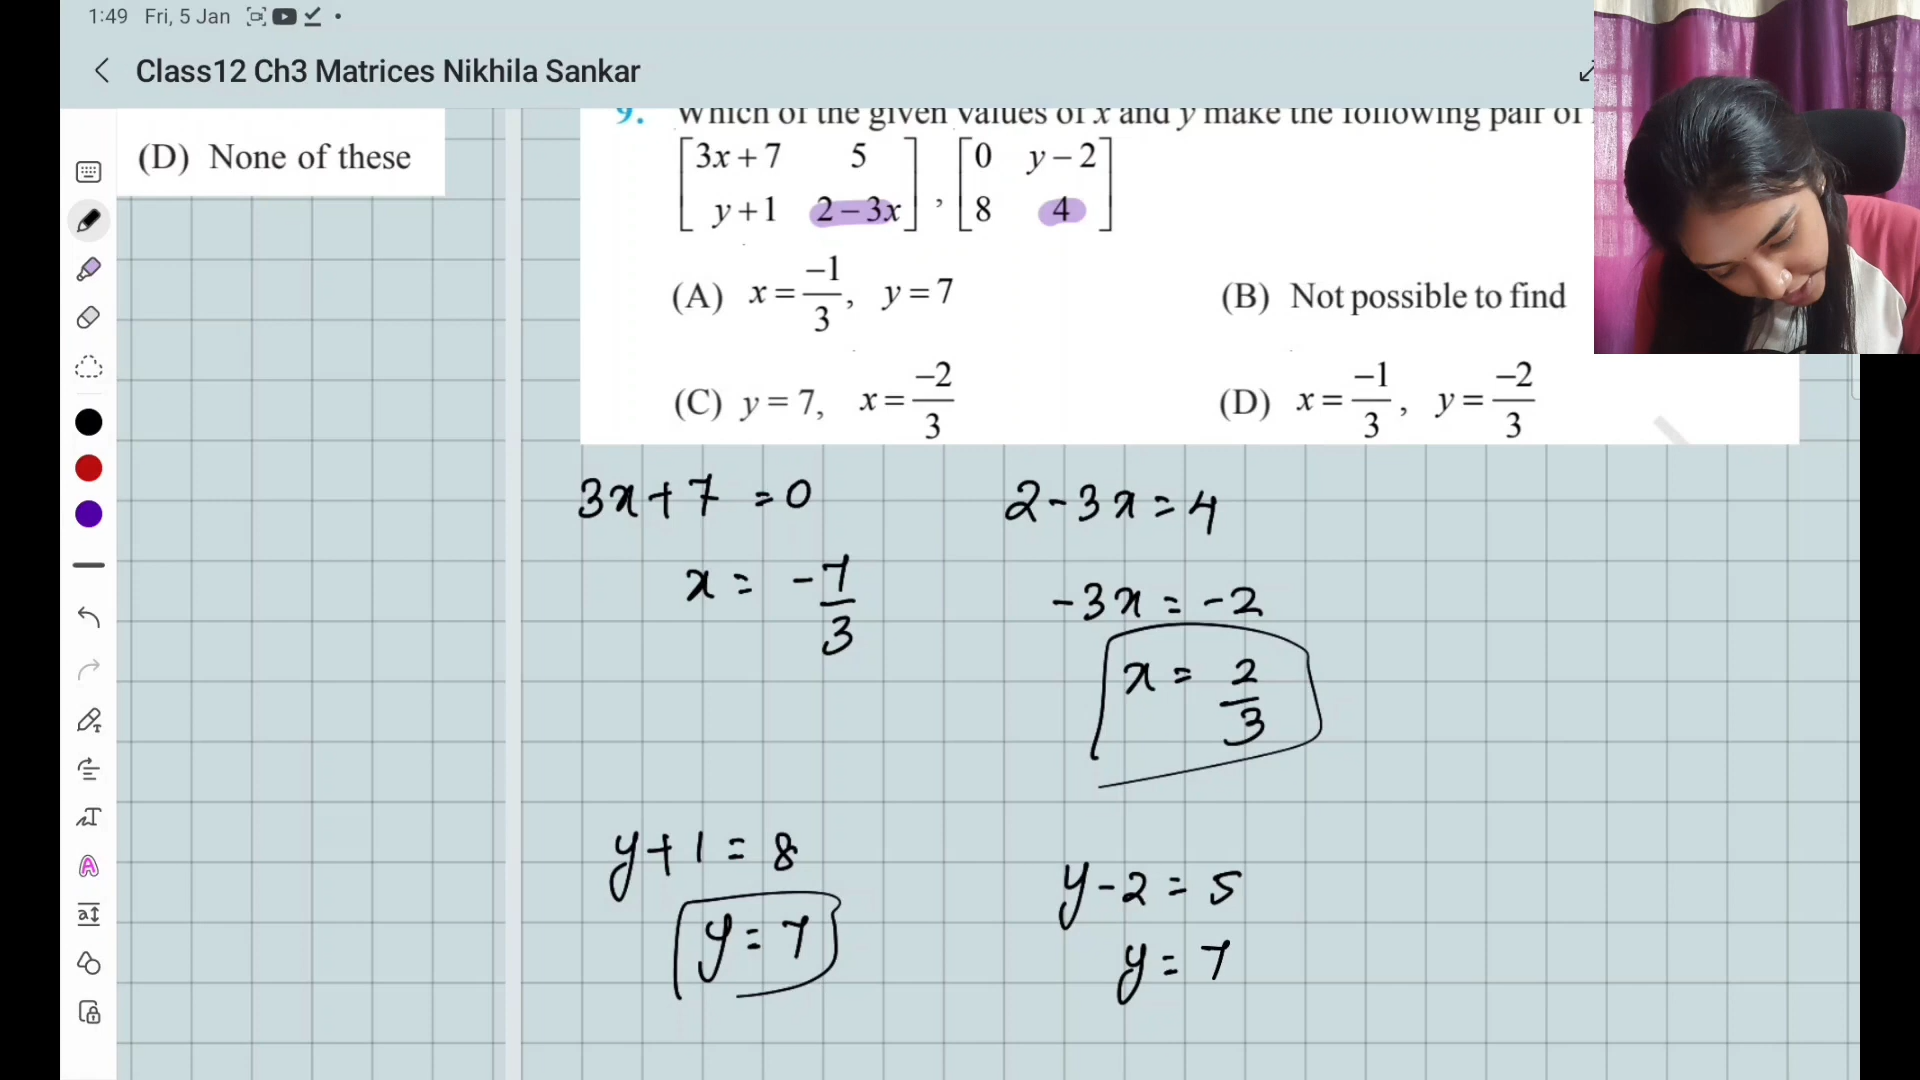 1:49 Fri, 5 Jan
Class12 Ch3 Matrices Nikhila Sankar
(D) None of these
9. Which of the given values of x and y make the following pair of
[3x + 7 5] [0 y – 2]
[y + 1 2 – 3x] , [8 4]
(A) x = –1/3, y = 7 (B) Not possible to find
(C) y = 7, x = –2/3 (D) x = –1/3, y = –2/3
3x + 7 = 0 2 - 3x = 4
x = -7/3 -3x = -2
x = 2/3
y + 1 = 8 y - 2 = 5
y = 7 y = 7